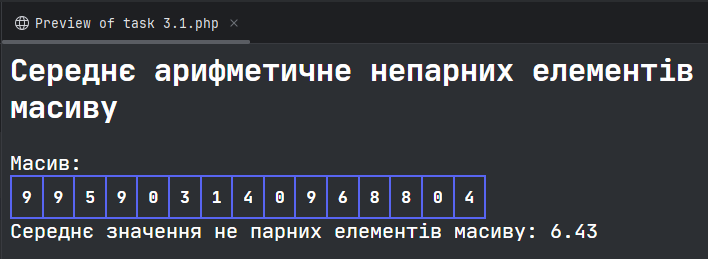 Preview of task 3.1.php ×
Середнє арифметичне непарних елементів
масиву
Масив:
9 9 5 9 0 3 1 4 0 9 6 8 8 0 4
Середнє значення не парних елементів масиву: 6.43